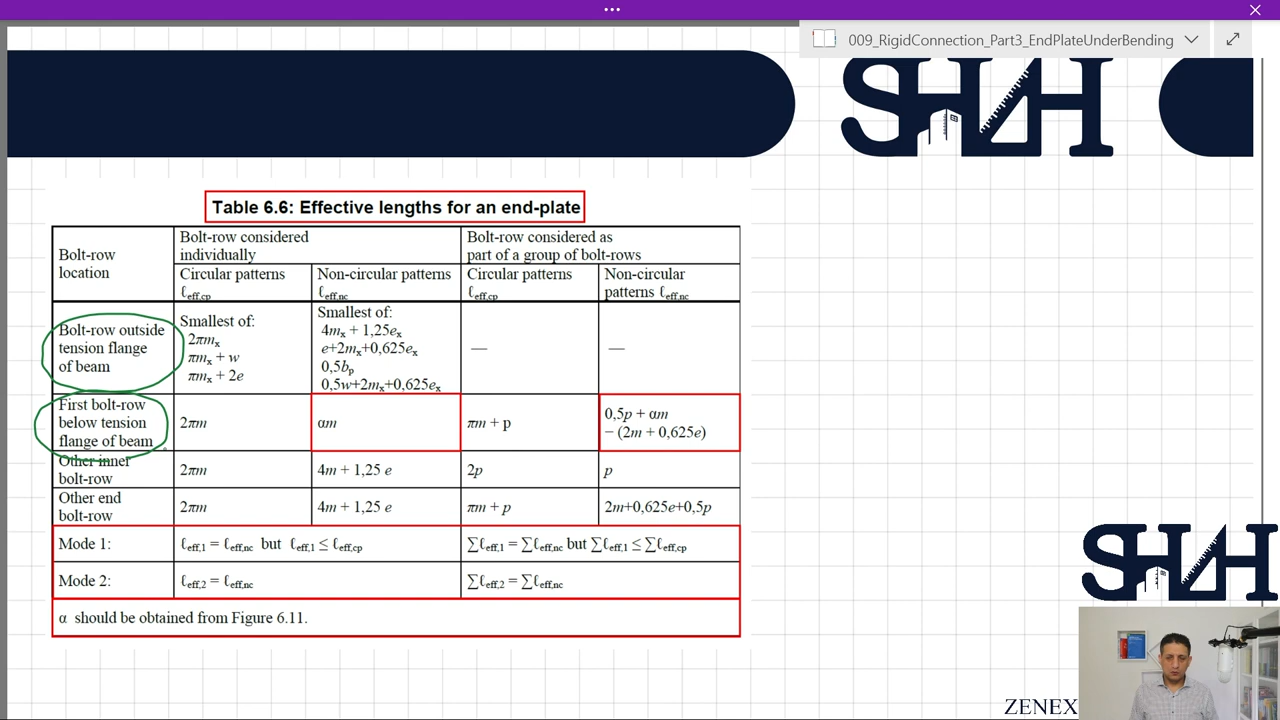 009_RigidConnection_Part3_EndPlateUnderBending
SHZH
Table 6.6: Effective lengths for an end-plate
Bolt-row location
Bolt-row considered individually
Bolt-row considered as part of a group of bolt-rows
Circular patterns ℓeff,cp
Non-circular patterns ℓeff,nc
Circular patterns ℓeff,cp
Non-circular patterns ℓeff,nc
Bolt-row outside tension flange of beam
Smallest of:
2πmx
πmx + w
πmx + 2e
Smallest of:
4mx + 1,25ex
e+2mx+0,625ex
0,5bp
0,5w+2mx+0,625ex
—
—
First bolt-row below tension flange of beam
2πm
αm
πm + p
0,5p + αm
− (2m + 0,625e)
Other inner bolt-row
2πm
4m + 1,25 e
2p
p
Other end bolt-row
2πm
4m + 1,25 e
πm + p
2m+0,625e+0,5p
Mode 1:
ℓeff,1 = ℓeff,nc but ℓeff,1 ≤ ℓeff,cp
∑ℓeff,1 = ∑ℓeff,nc but ∑ℓeff,1 ≤ ∑ℓeff,cp
Mode 2:
ℓeff,2 = ℓeff,nc
∑ℓeff,2 = ∑ℓeff,nc
α should be obtained from Figure 6.11.
SHZH
ZENEX